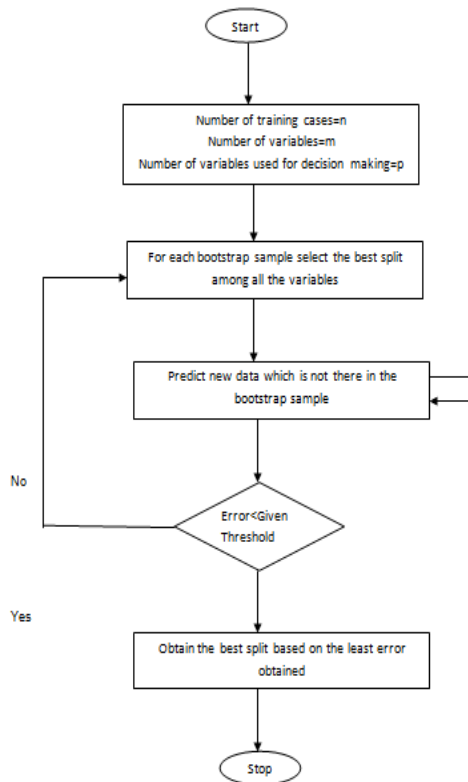 Start
Number of training cases=n
Number of variables=m
Number of variables used for decision making=p
For each bootstrap sample select the best split
among all the variables
Predict new data which is not there in the
bootstrap sample
No
Error<Given
Threshold
Yes
Obtain the best split based on the least error
obtained
Stop